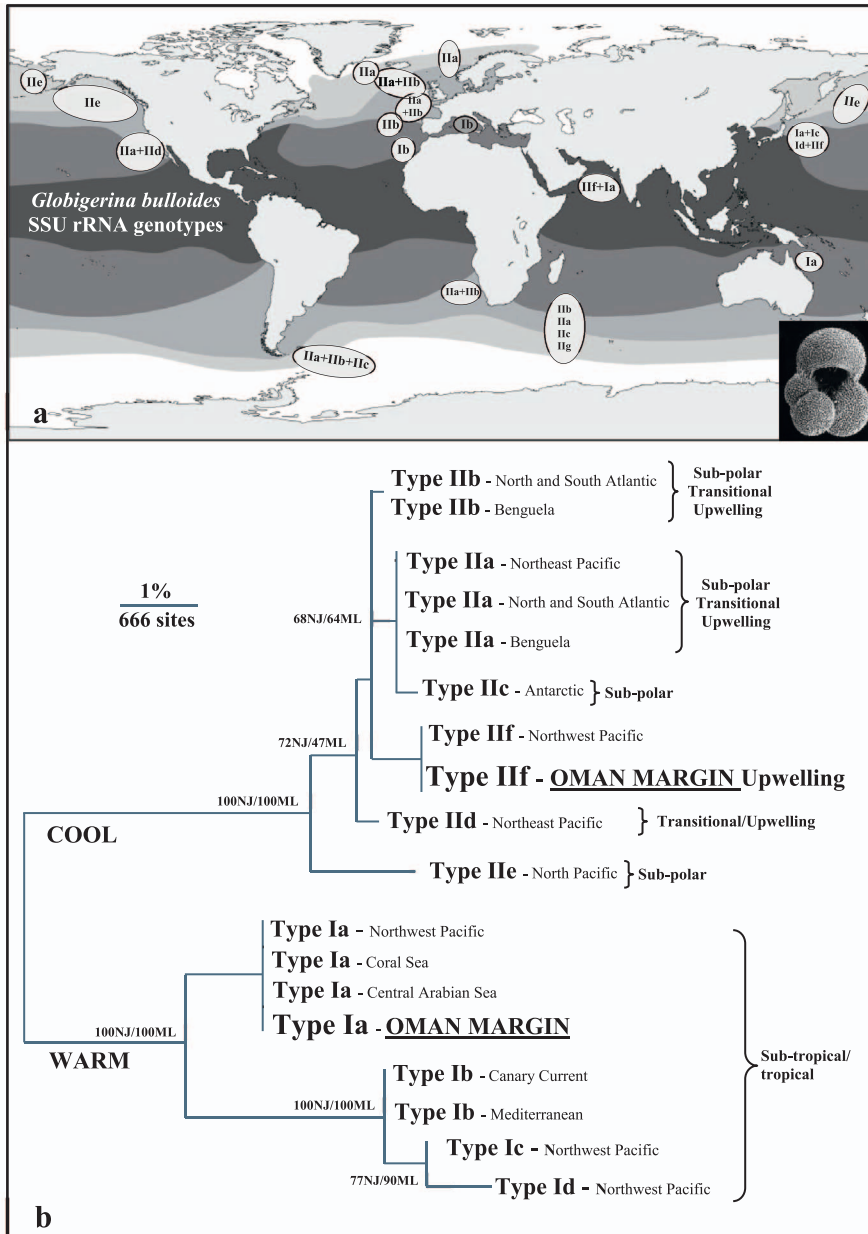 IIa
IIe
IIa+IIb
IIe
IIe
IIa
+IIb
IIb
Ib
Ia+Ic
Id+IIf
IIa+IId
Ib
IIf+Ia
Globigerina bulloides
SSU rRNA genotypes
Ia
IIa+IIb
IIb
IIa
IIc
IIg
IIa+IIb+IIc
a
Type IIb - North and South Atlantic
Type IIb - Benguela
Sub-polar
Transitional
Upwelling
1%
666 sites
Type IIa - Northeast Pacific
Type IIa - North and South Atlantic
Type IIa - Benguela
Sub-polar
Transitional
Upwelling
68NJ/64ML
Type IIc - Antarctic
Sub-polar
Type IIf - Northwest Pacific
72NJ/47ML
Type IIf - OMAN MARGIN Upwelling
100NJ/100ML
Type IId - Northeast Pacific
Transitional/Upwelling
COOL
Type IIe - North Pacific
Sub-polar
Type Ia - Northwest Pacific
Type Ia - Coral Sea
Type Ia - Central Arabian Sea
Type Ia - OMAN MARGIN
100NJ/100ML
WARM
Sub-tropical/
tropical
Type Ib - Canary Current
100NJ/100ML
Type Ib - Mediterranean
Type Ic - Northwest Pacific
77NJ/90ML
Type Id - Northwest Pacific
b